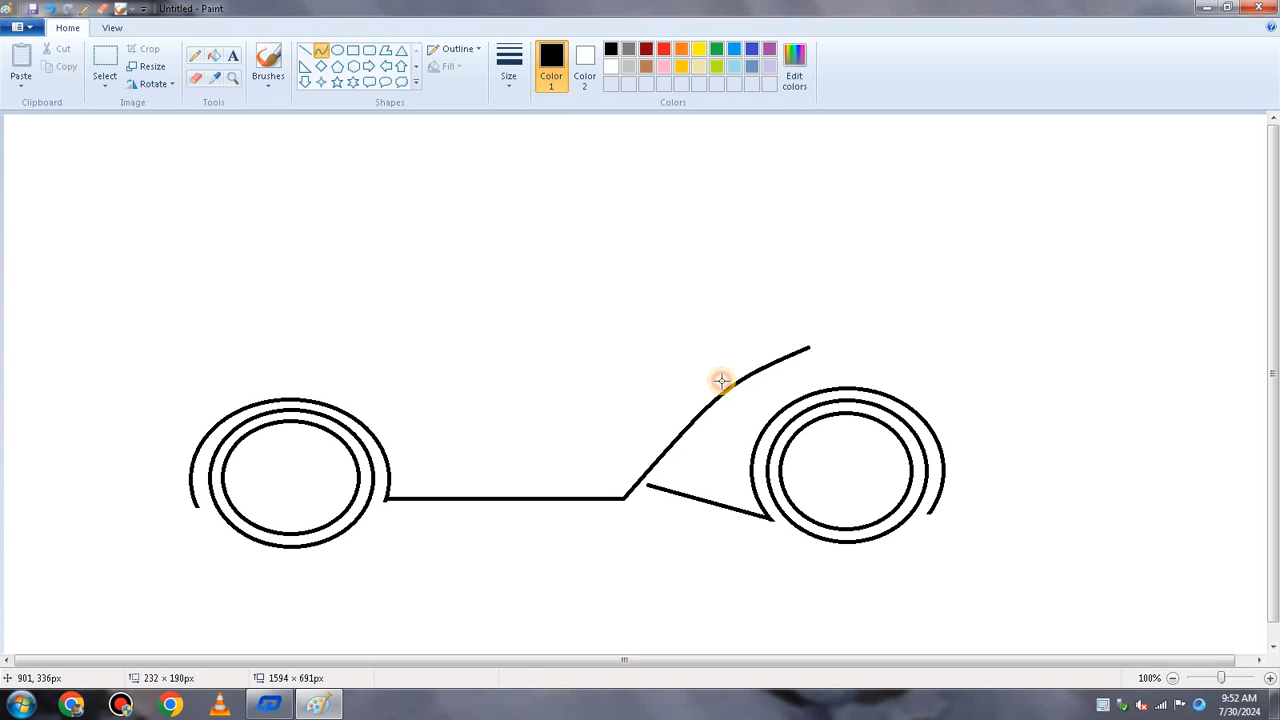 Untitled - Paint
Home
View
Paste
Cut
Copy
Clipboard
Select
Crop
Resize
Rotate
Image
Tools
Brushes
Shapes
Outline
Fill
Size
Color
1
Color
2
Edit
colors
Colors
901, 336px
232 × 190px
1594 × 691px
100%
9:52 AM
7/30/2024